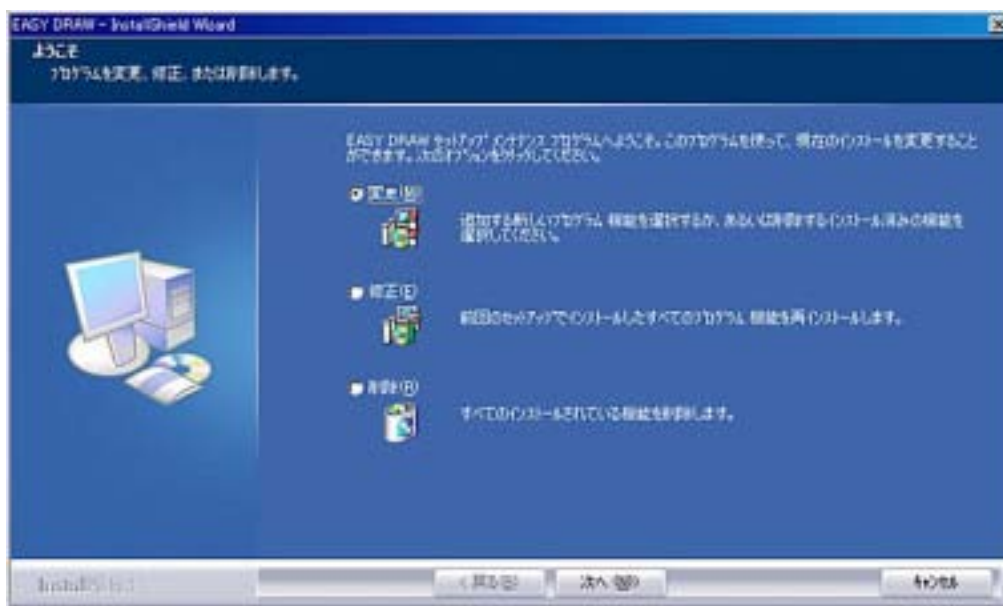 EASY DRAW - InstallShield Wizard
ようこそ
プログラムを変更、修正、または削除します。
EASY DRAW セットアップ メンテナンス プログラムへようこそ。このプログラムを使って、現在のインストールを変更すること
ができます。次のオプションをクリックしてください。
変更(M)
追加する新しいプログラム 機能を選択するか、あるいは削除するインストール済みの機能を
選択してください。
修正(E)
前回のセットアップでインストールしたすべてのプログラム 機能を再インストールします。
削除(R)
すべてのインストールされている機能を削除します。
InstallShield
< 戻る(B)
次へ (N)>
キャンセル